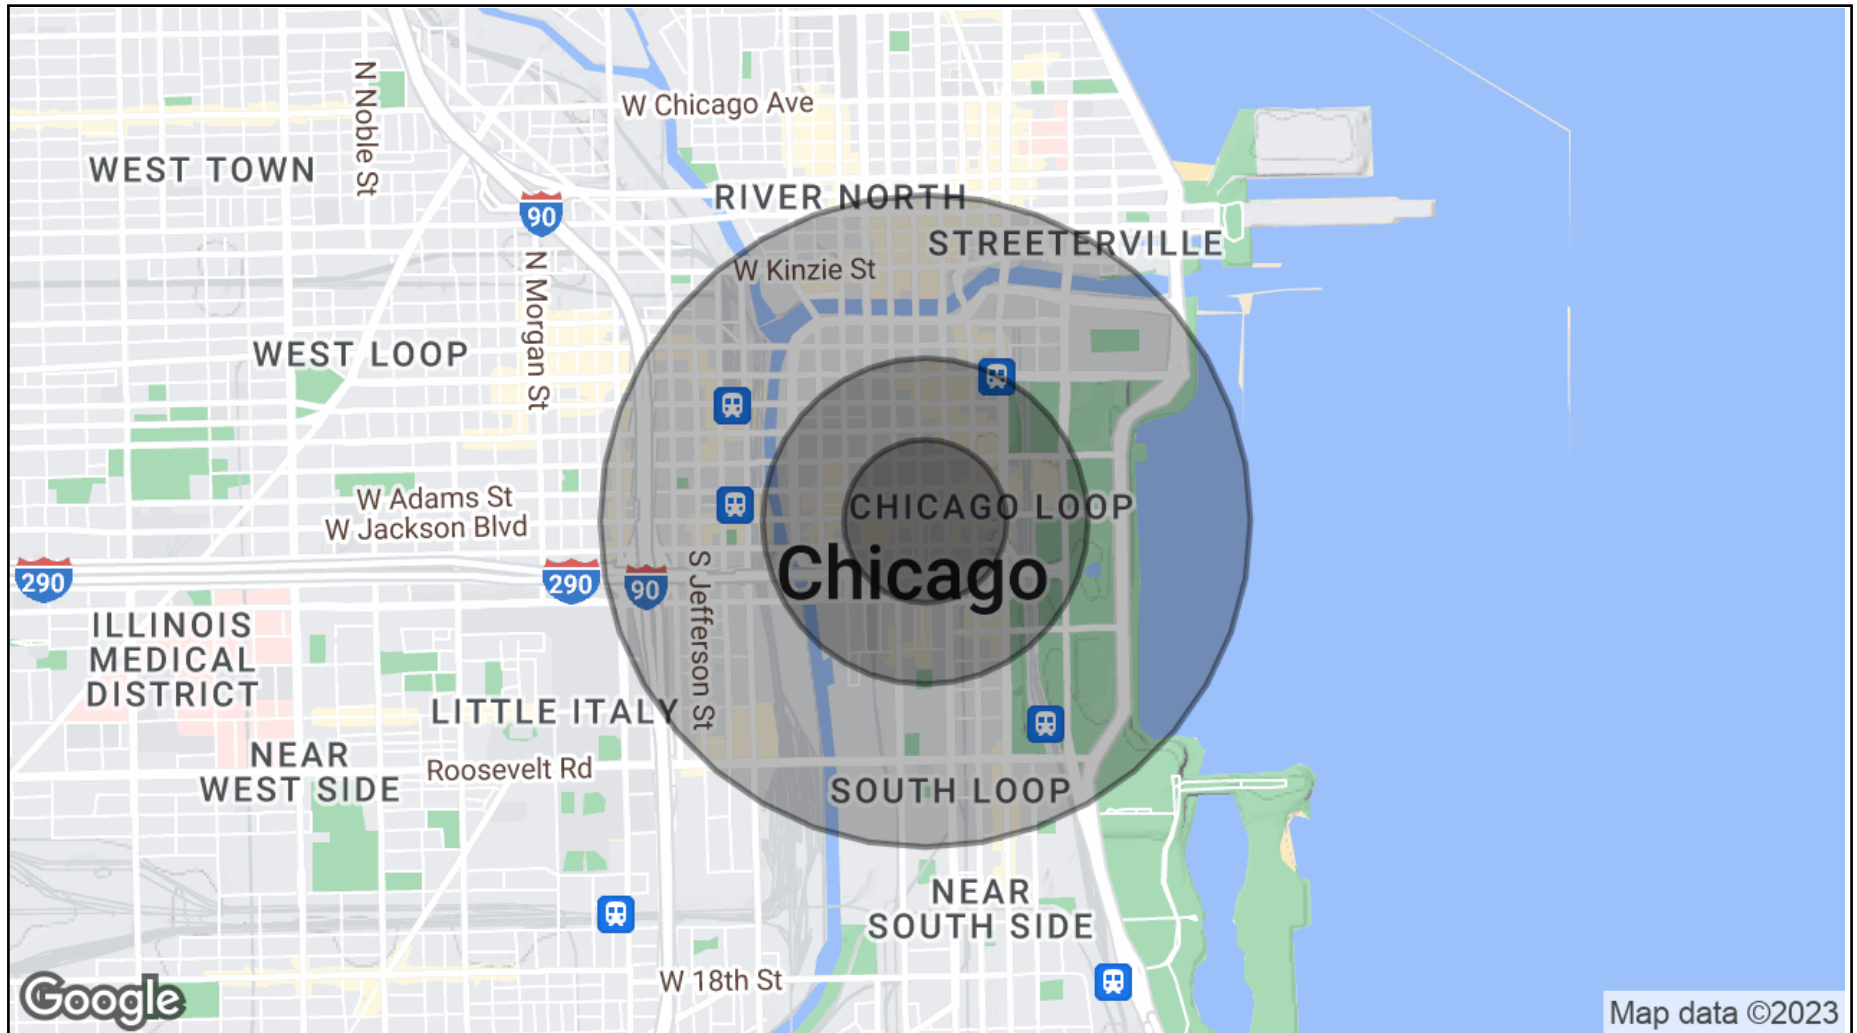 N Noble St
W Chicago Ave
WEST TOWN
RIVER NORTH
90
STREETERVILLE
W Kinzie St
N Morgan St
WEST LOOP
W Adams St
W Jackson Blvd
CHICAGO LOOP
Chicago
290
290
90
S Jefferson St
ILLINOIS
MEDICAL
DISTRICT
LITTLE ITALY
NEAR
WEST SIDE
Roosevelt Rd
SOUTH LOOP
NEAR
SOUTH SIDE
W 18th St
Google
Map data ©2023